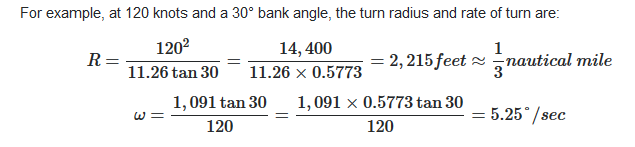 For example, at 120 knots and a 30° bank angle, the turn radius and rate of turn are:
R = 120² / 11.26 tan 30 = 14, 400 / 11.26 × 0.5773 = 2, 215 feet ≈ 1/3 nautical mile
ω = 1, 091 tan 30 / 120 = 1, 091 × 0.5773 tan 30 / 120 = 5.25°/sec